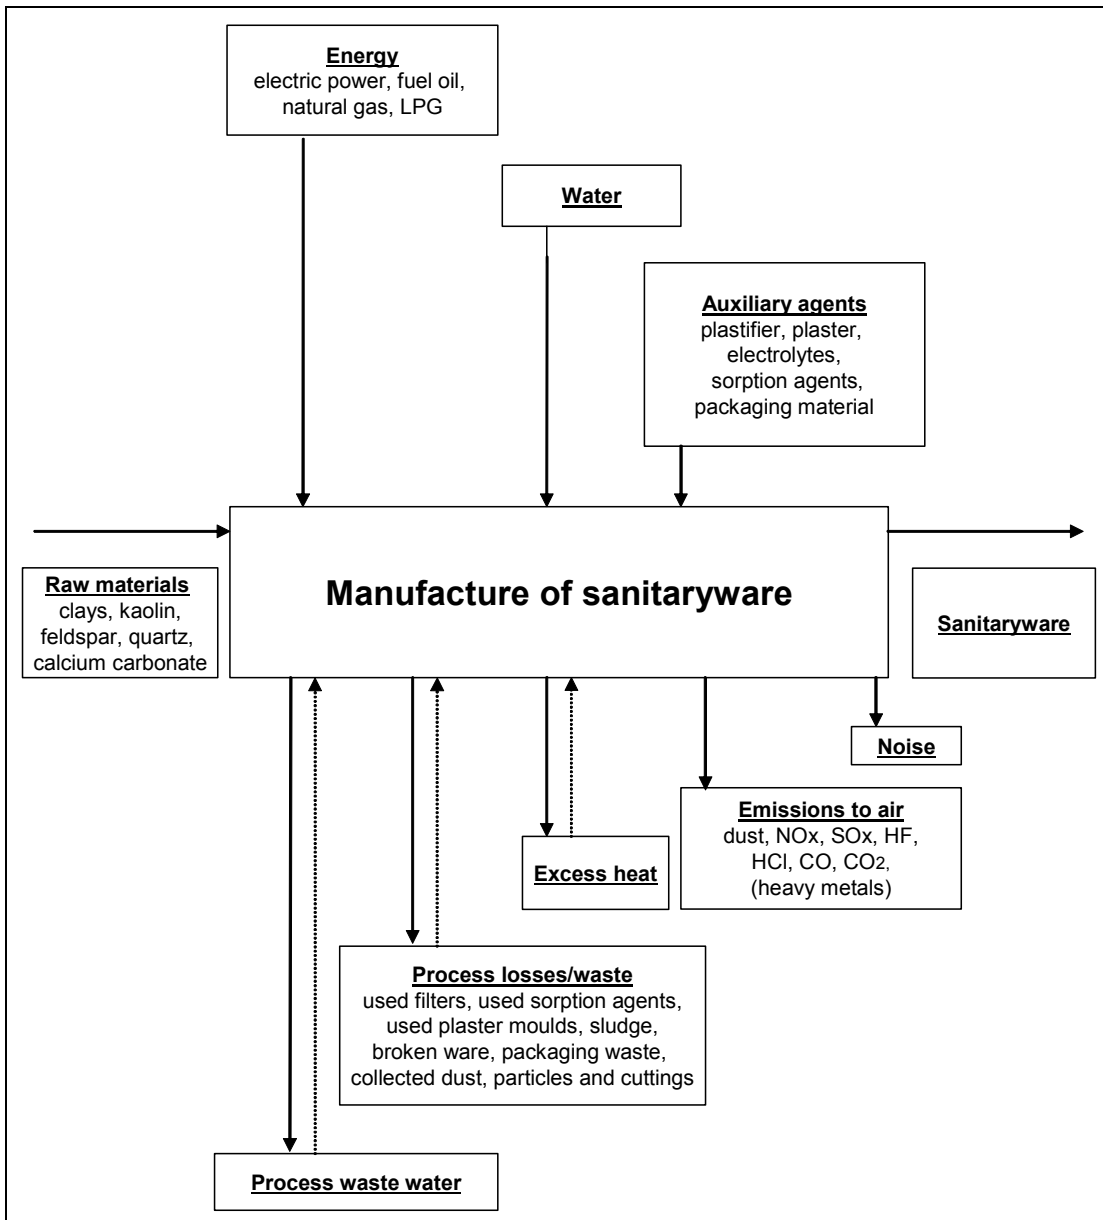 Energy
electric power, fuel oil,
natural gas, LPG
Water
Auxiliary agents
plastifier, plaster,
electrolytes,
sorption agents,
packaging material
Manufacture of sanitaryware
Raw materials
clays, kaolin,
feldspar, quartz,
calcium carbonate
Sanitaryware
Noise
Emissions to air
dust, NOx, SOx, HF,
HCl, CO, CO2,
(heavy metals)
Excess heat
Process losses/waste
used filters, used sorption agents,
used plaster moulds, sludge,
broken ware, packaging waste,
collected dust, particles and cuttings
Process waste water